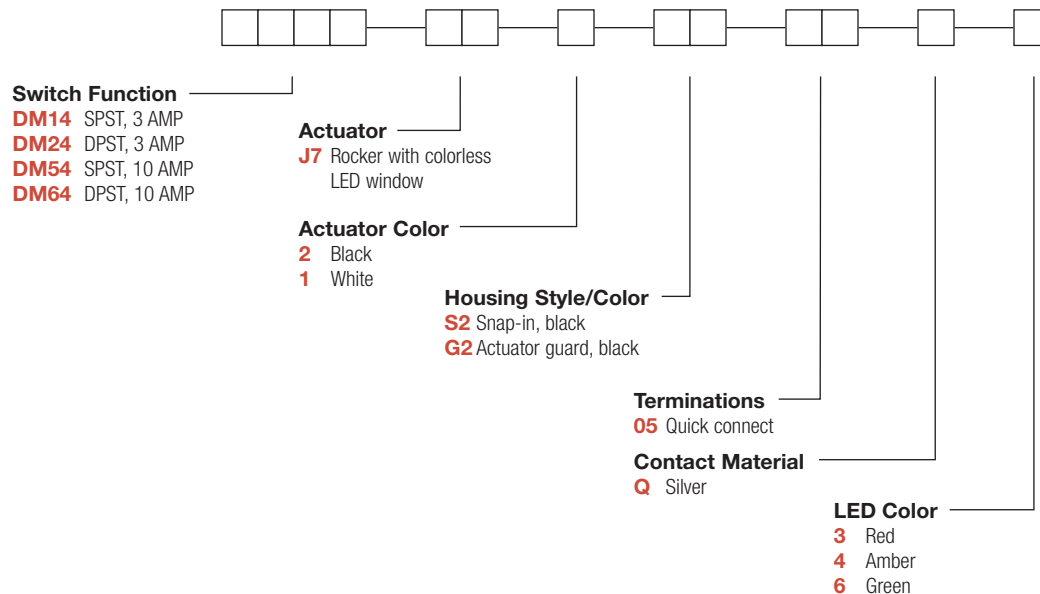 Switch Function
DM14 SPST, 3 AMP
DM24 DPST, 3 AMP
DM54 SPST, 10 AMP
DM64 DPST, 10 AMP
Actuator
J7 Rocker with colorless
LED window
Actuator Color
2 Black
1 White
Housing Style/Color
S2 Snap-in, black
G2 Actuator guard, black
Terminations
05 Quick connect
Contact Material
Q Silver
LED Color
3 Red
4 Amber
6 Green